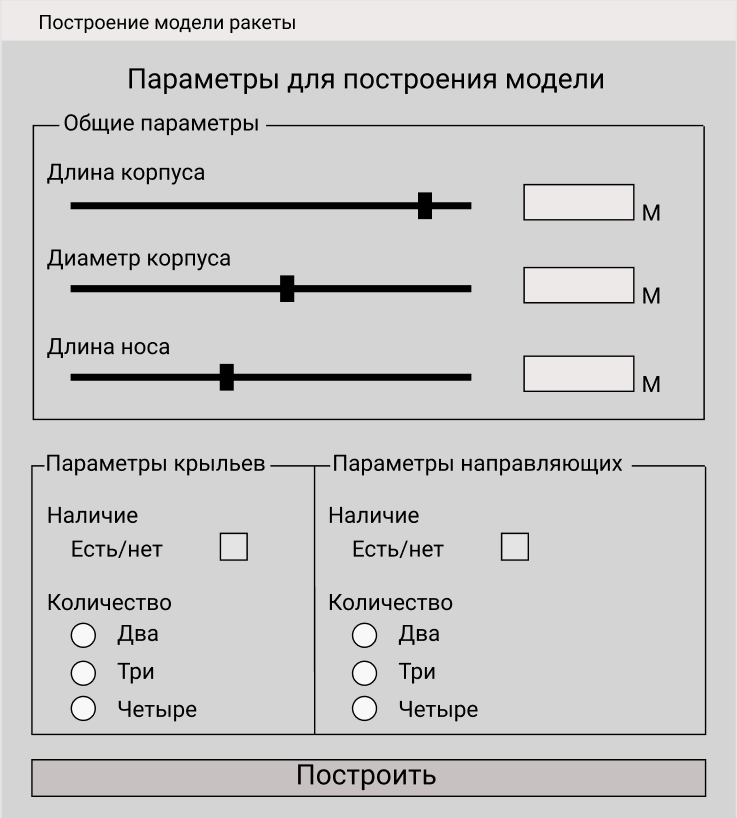 Построение модели ракеты
Параметры для построения модели
Общие параметры
Длина корпуса
М
Диаметр корпуса
М
Длина носа
М
Параметры крыльев
Наличие
Есть/нет
Количество
Два
Три
Четыре
Параметры направляющих
Наличие
Есть/нет
Количество
Два
Три
Четыре
Построить